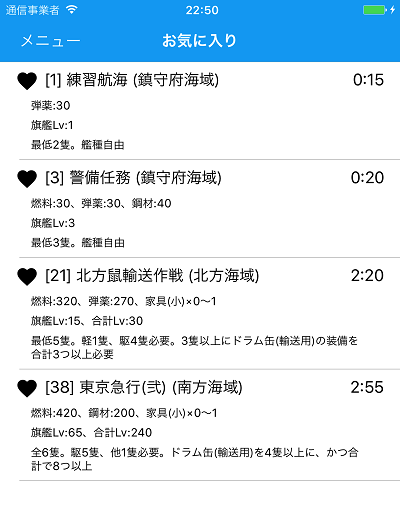 通信事業者 22:50
メニュー お気に入り
[1] 練習航海 (鎮守府海域) 0:15
弾薬:30
旗艦Lv:1
最低2隻。艦種自由
[3] 警備任務 (鎮守府海域) 0:20
燃料:30、弾薬:30、鋼材:40
旗艦Lv:3
最低3隻。艦種自由
[21] 北方鼠輸送作戦 (北方海域) 2:20
燃料:320、弾薬:270、家具(小)×0〜1
旗艦Lv:15、合計Lv:30
最低5隻。軽1隻、駆4隻必要。3隻以上にドラム缶(輸送用)の装備を
合計3つ以上必要
[38] 東京急行(弐) (南方海域) 2:55
燃料:420、鋼材:200、家具(小)×0〜1
旗艦Lv:65、合計Lv:240
全6隻。駆5隻、他1隻必要。ドラム缶(輸送用)を4隻以上に、かつ合
計で8つ以上